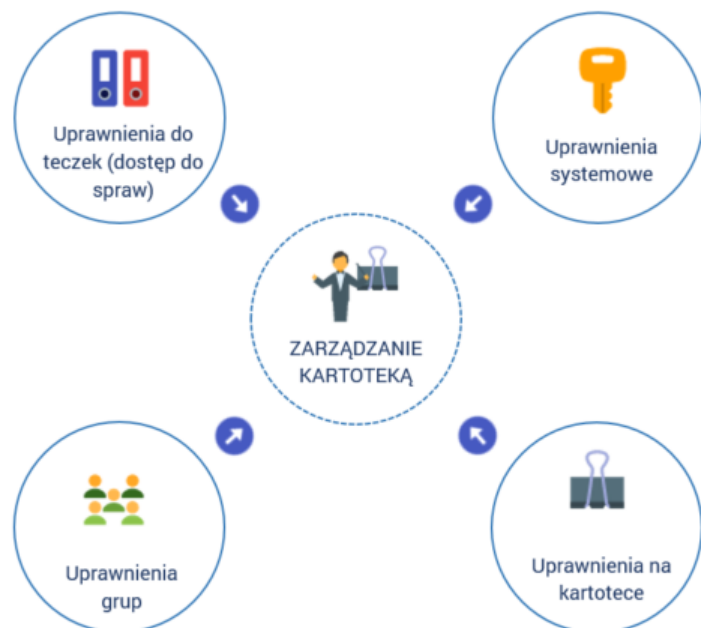 Uprawnienia do
teczek (dostęp do
spraw)
Uprawnienia
systemowe
ZARZĄDZANIE
KARTOTEKĄ
Uprawnienia
grup
Uprawnienia na
kartotece